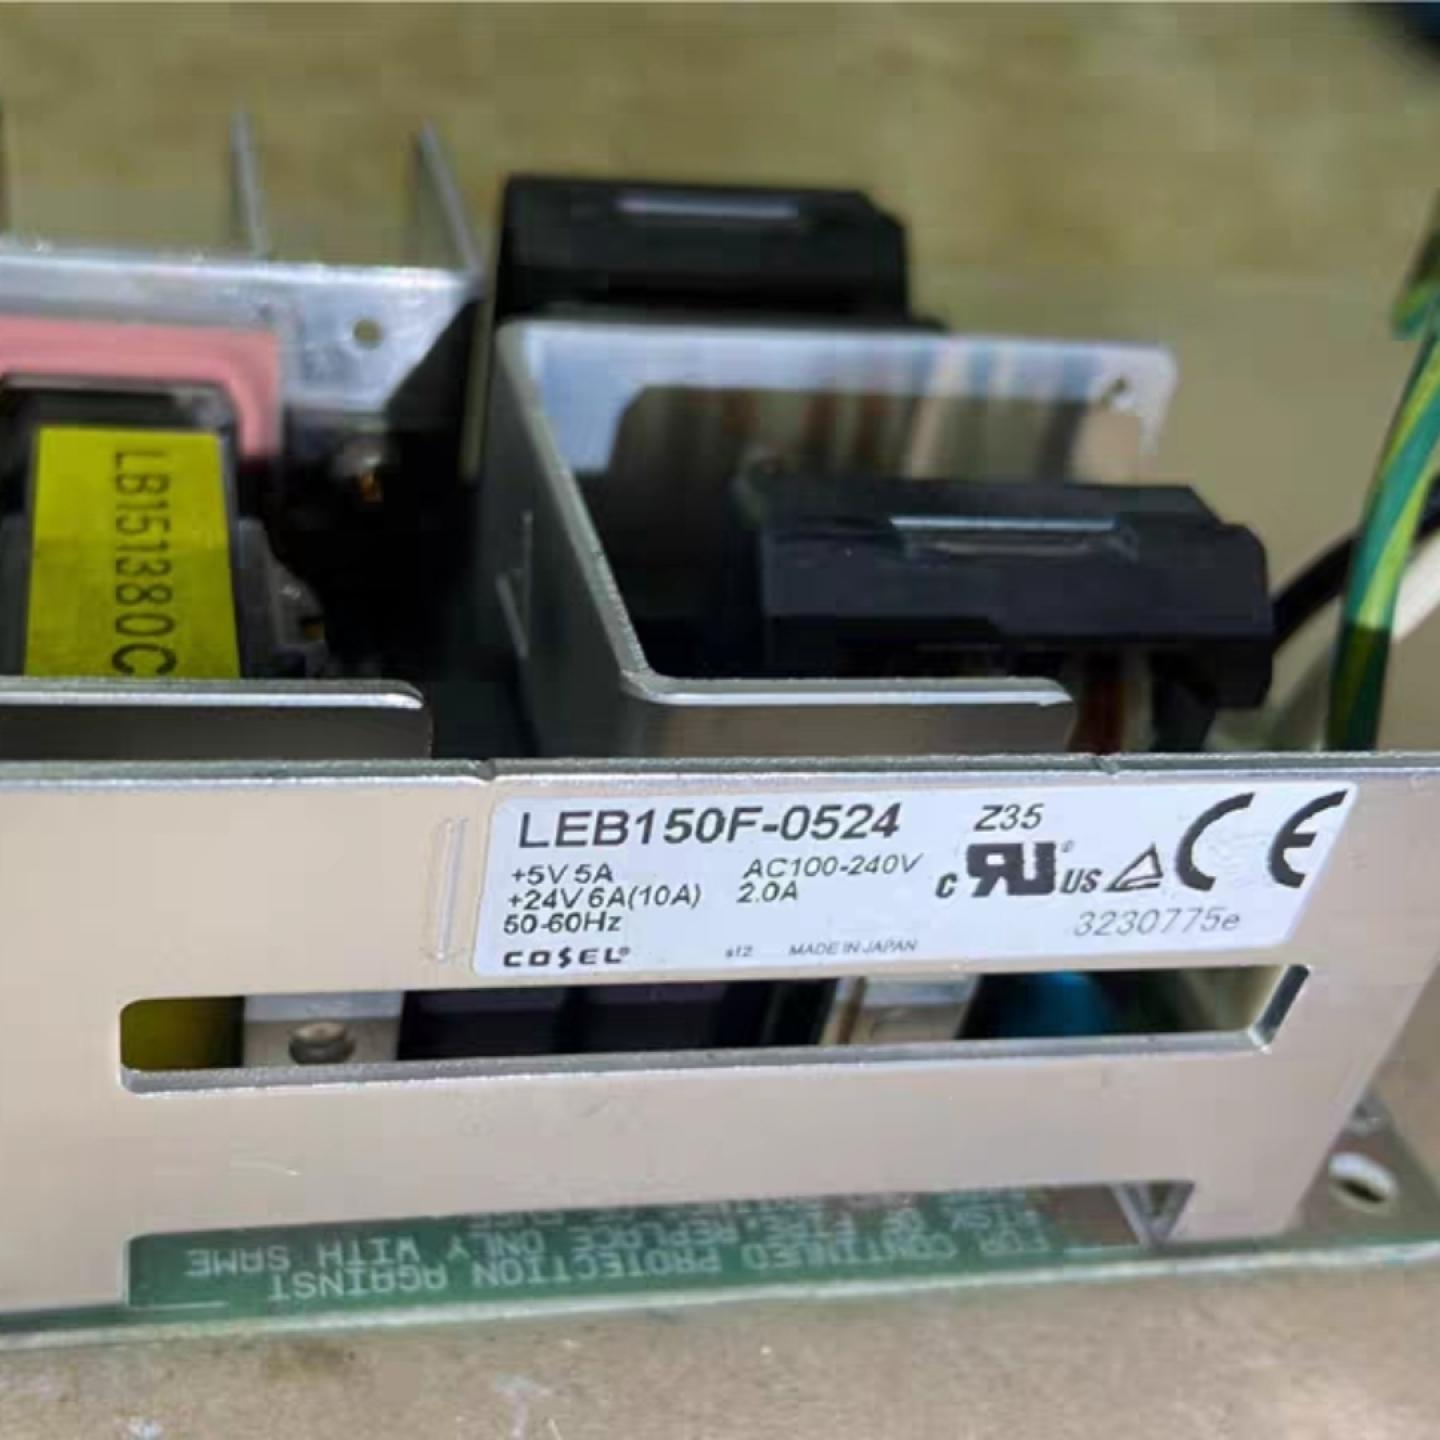 LB151380C
LEB150F-0524
Z35
+5V 5A
AC100-240V
+24V 6A(10A)
2.0A
50-60Hz
c RU® US
CE
3230775e
COSEL®
MADE IN JAPAN
FOR CONTINUED PROTECTION AGAINST
RISK OF FIRE, REPLACE ONLY WITH SAME